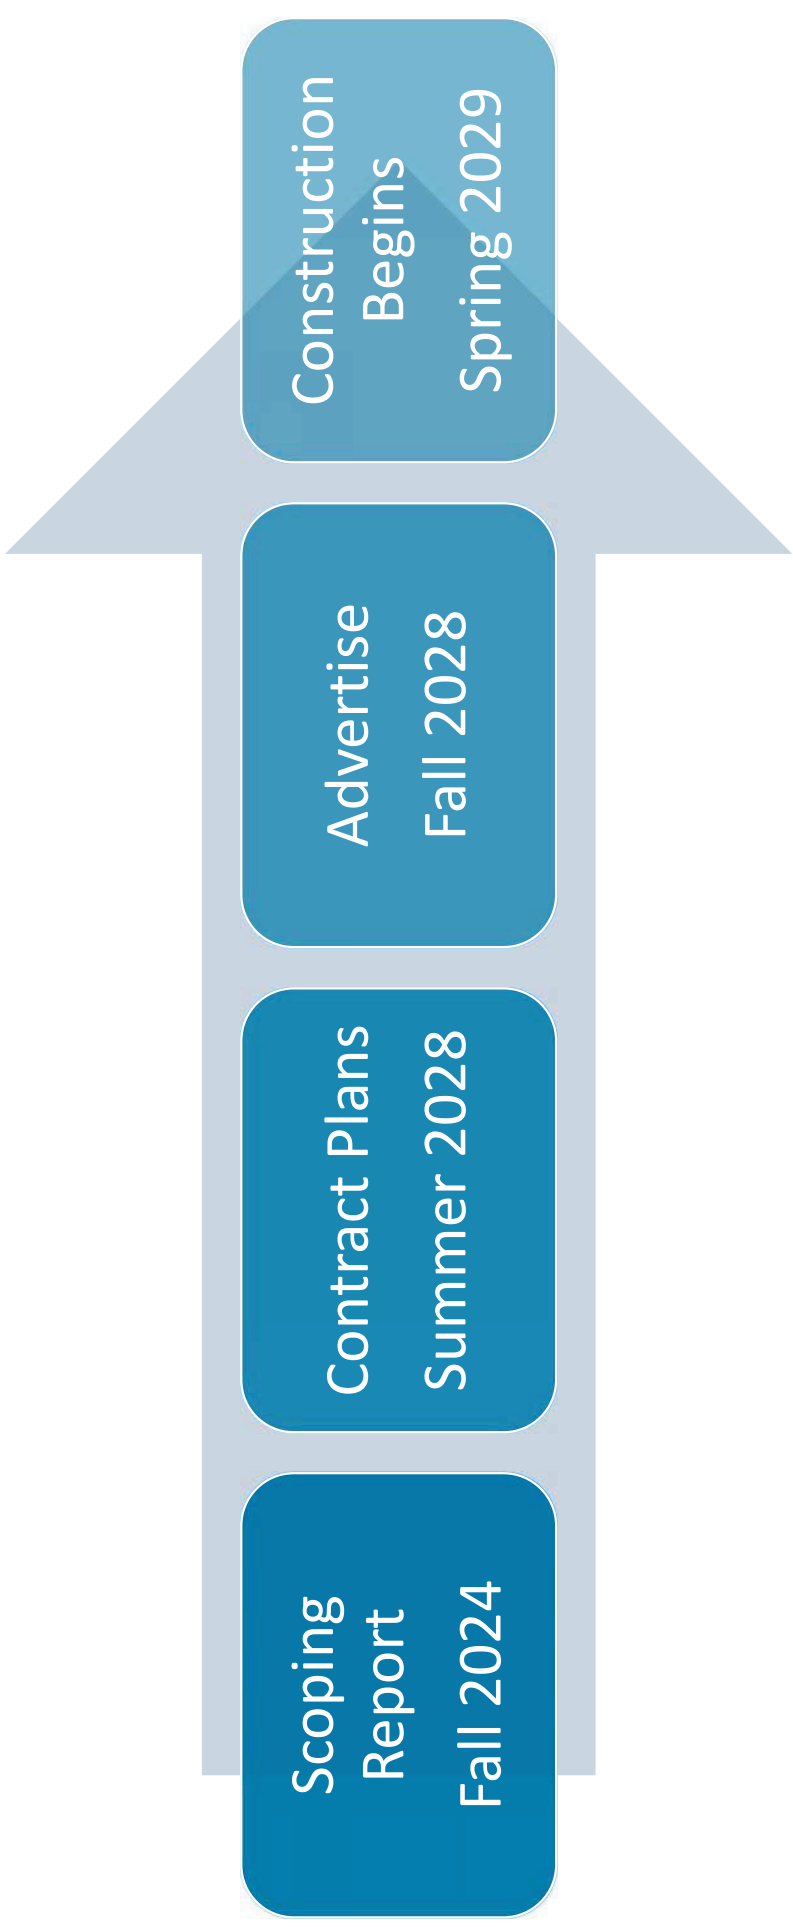 Scoping
Report
Fall 2024
Contract Plans
Summer 2028
Advertise
Fall 2028
Construction
Begins
Spring 2029